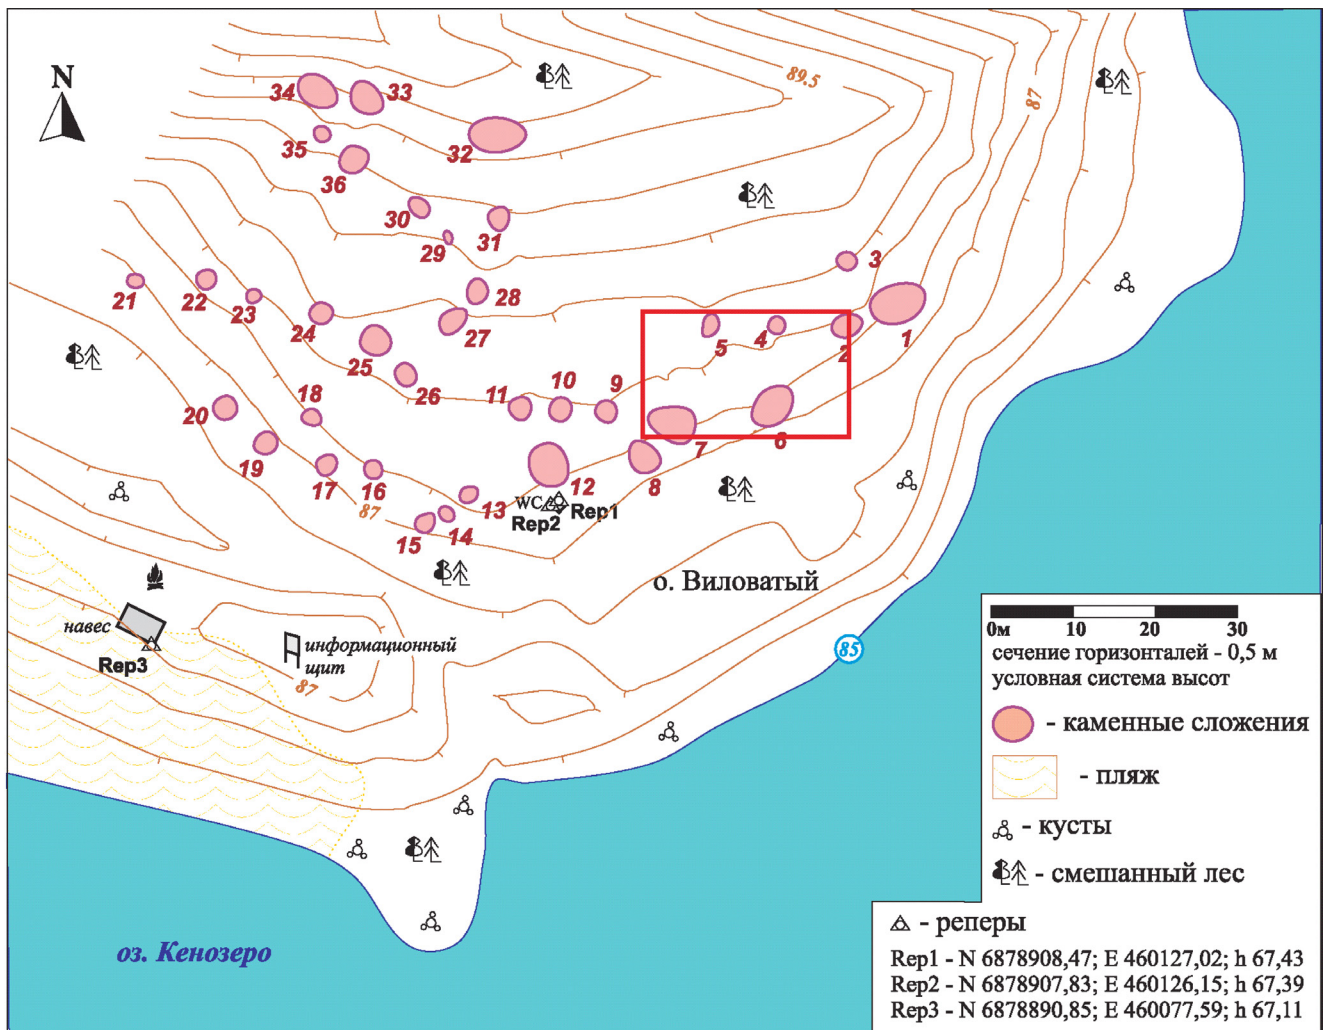 N
34
33
89.5
87
35
32
36
30
31
29
3
28
21
22
23
24
27
5
4
2
1
25
26
11
10
9
18
20
7
6
19
17
16
12
8
13
WC
87
Rep1
Rep2
15
14
о. Виловатый
навес
информационный
щит
Rep3
87
85
0м 10 20 30
сечение горизонталей - 0,5 м
условная система высот
- каменные сложения
- пляж
- кусты
- смешанный лес
- реперы
Rep1 - N 6878908,47; E 460127,02; h 67,43
Rep2 - N 6878907,83; E 460126,15; h 67,39
Rep3 - N 6878890,85; E 460077,59; h 67,11
оз. Кенозеро